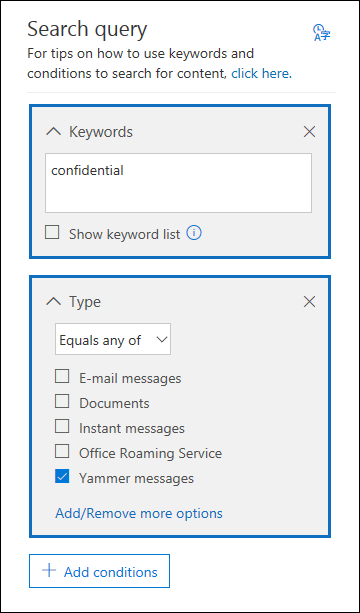 Search query
For tips on how to use keywords and
conditions to search for content, click here.
Keywords
confidential
Show keyword list
Type
Equals any of
E-mail messages
Documents
Instant messages
Office Roaming Service
Yammer messages
Add/Remove more options
Add conditions